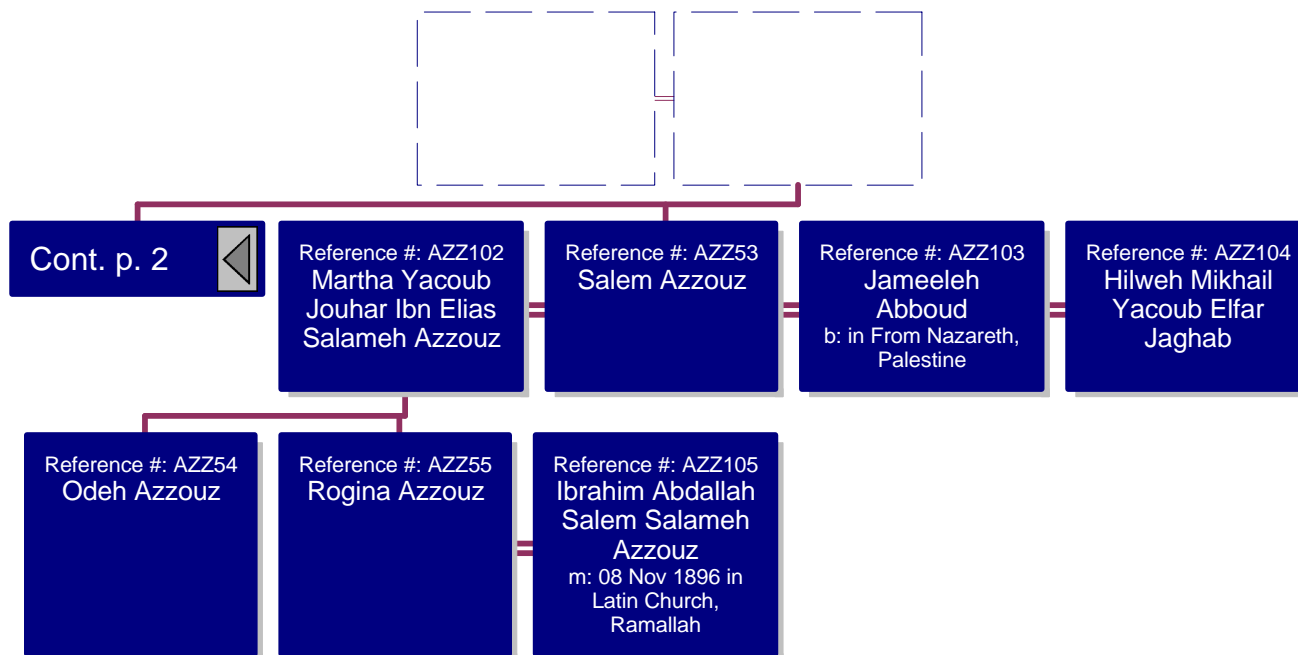 Cont. p. 2
Reference #: AZZ102
Martha Yacoub
Jouhar Ibn Elias
Salameh Azzouz
Reference #: AZZ53
Salem Azzouz
Reference #: AZZ103
Jameeleh
Abboud
b: in From Nazareth,
Palestine
Reference #: AZZ104
Hilweh Mikhail
Yacoub Elfar
Jaghab
Reference #: AZZ54
Odeh Azzouz
Reference #: AZZ55
Rogina Azzouz
Reference #: AZZ105
Ibrahim Abdallah
Salem Salameh
Azzouz
m: 08 Nov 1896 in
Latin Church,
Ramallah